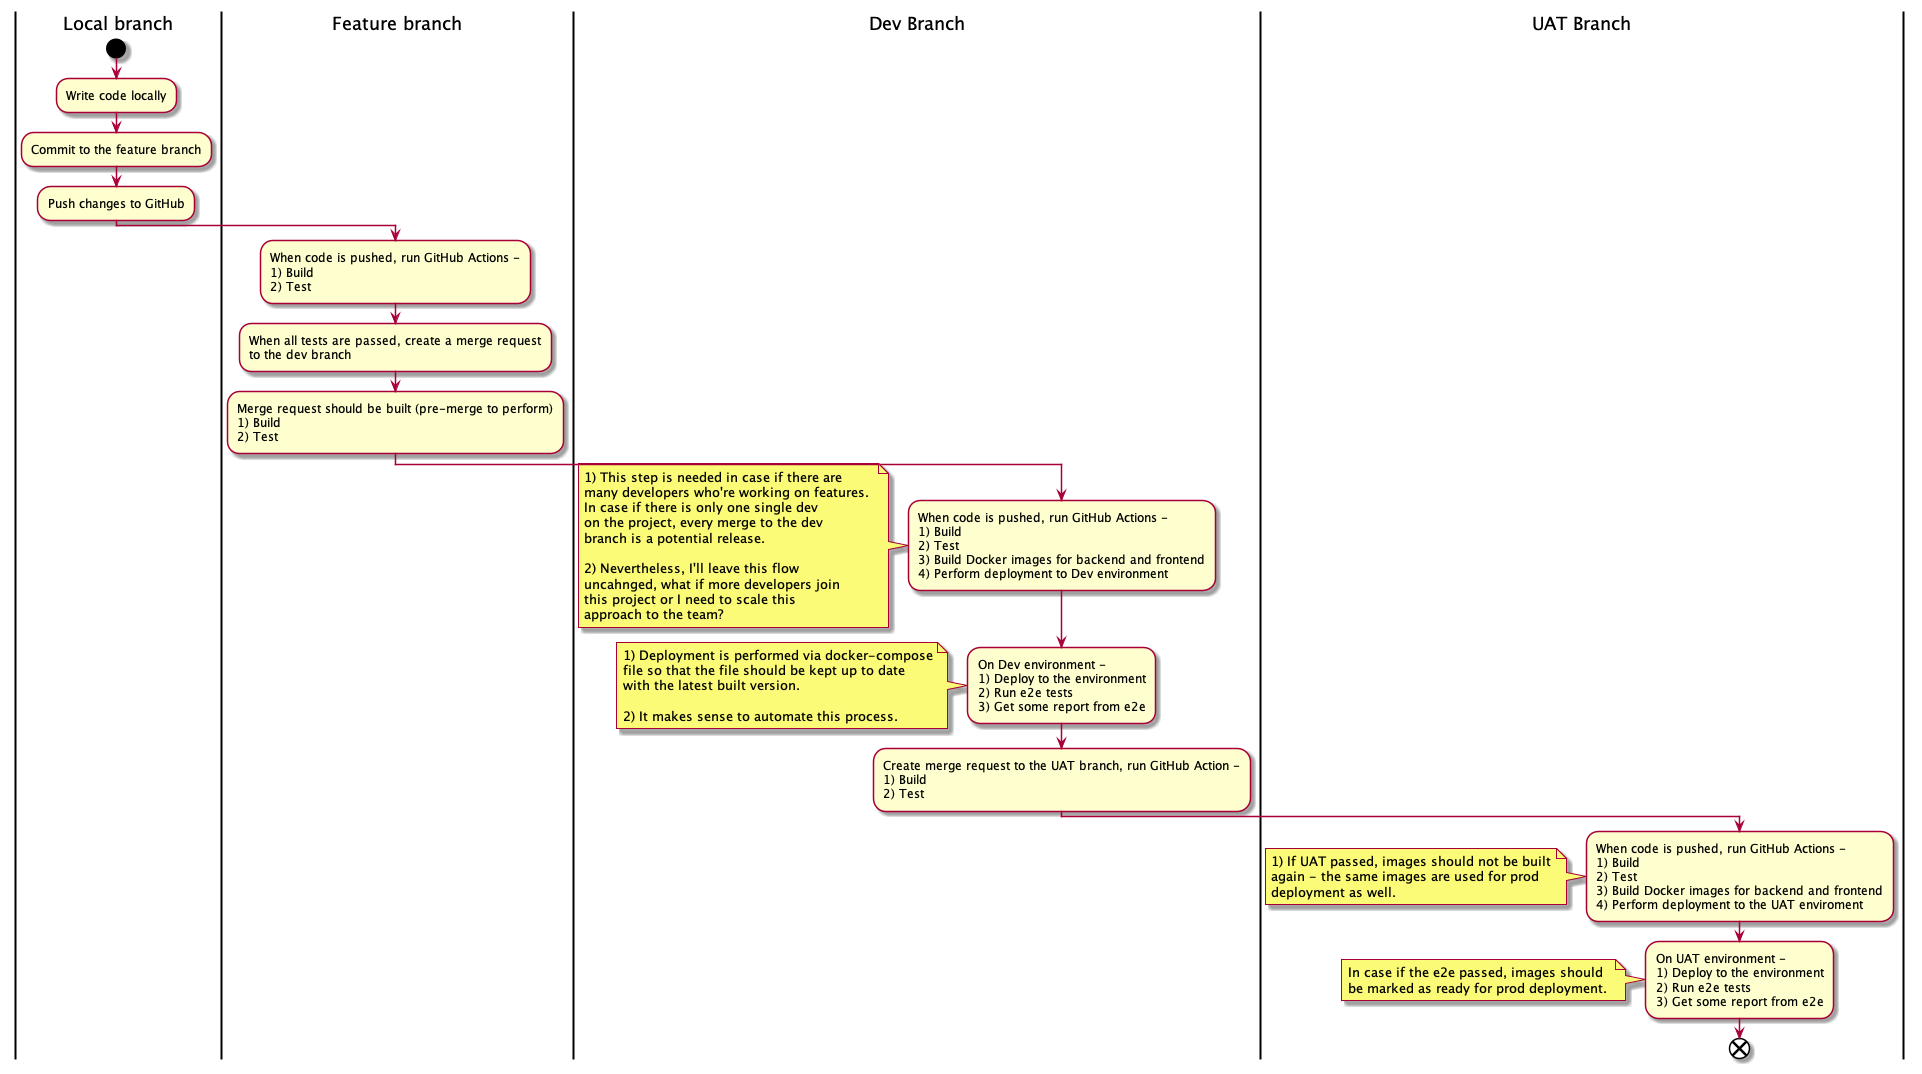 Local branch
Feature branch
Dev Branch
UAT Branch
Write code locally
Commit to the feature branch
Push changes to GitHub
When code is pushed, run GitHub Actions -
1) Build
2) Test
When all tests are passed, create a merge request
to the dev branch
Merge request should be built (pre-merge to perform)
1) Build
2) Test
1) This step is needed in case if there are
many developers who're working on features.
In case if there is only one single dev
on the project, every merge to the dev
branch is a potential release.
2) Nevertheless, I'll leave this flow
uncahnged, what if more developers join
this project or I need to scale this
approach to the team?
When code is pushed, run GitHub Actions -
1) Build
2) Test
3) Build Docker images for backend and frontend
4) Perform deployment to Dev environment
1) Deployment is performed via docker-compose
file so that the file should be kept up to date
with the latest built version.
2) It makes sense to automate this process.
On Dev environment -
1) Deploy to the environment
2) Run e2e tests
3) Get some report from e2e
Create merge request to the UAT branch, run GitHub Action -
1) Build
2) Test
1) If UAT passed, images should not be built
again - the same images are used for prod
deployment as well.
When code is pushed, run GitHub Actions -
1) Build
2) Test
3) Build Docker images for backend and frontend
4) Perform deployment to the UAT enviroment
In case if the e2e passed, images should
be marked as ready for prod deployment.
On UAT environment -
1) Deploy to the environment
2) Run e2e tests
3) Get some report from e2e